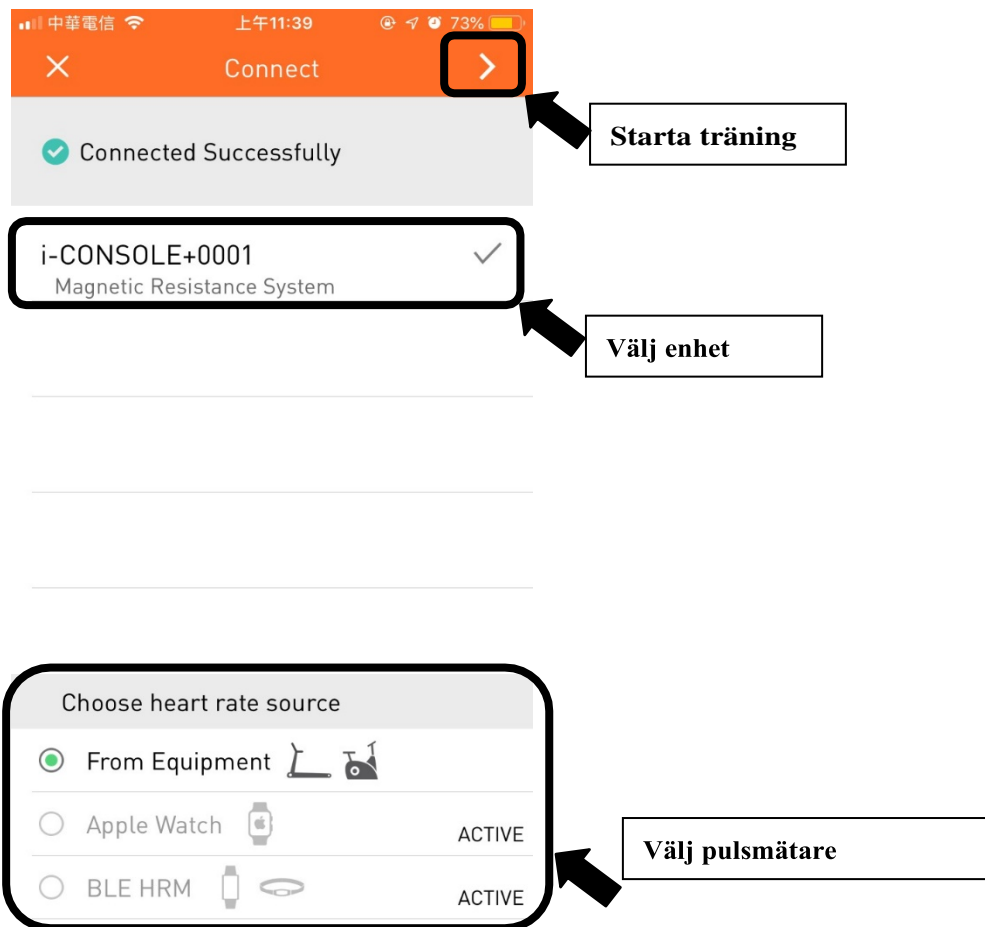 中華電信 上午11:39 73%
Connect
Starta träning
Connected Successfully
i-CONSOLE+0001
Magnetic Resistance System
Välj enhet
Choose heart rate source
From Equipment
Apple Watch ACTIVE
Välj pulsmätare
BLE HRM ACTIVE